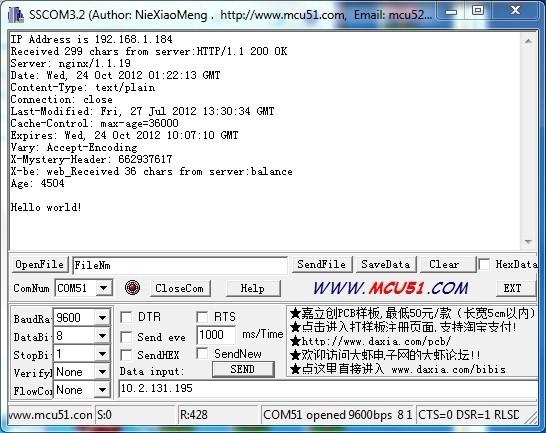 SSCOM3.2 (Author: NieXiaoMeng . http://www.mcu51.com, Email: mcu52...
IP Address is 192.168.1.184
Received 299 chars from server:HTTP/1.1 200 OK
Server: nginx/1.1.19
Date: Wed, 24 Oct 2012 01:22:13 GMT
Content-Type: text/plain
Connection: close
Last-Modified: Fri, 27 Jul 2012 13:30:34 GMT
Cache-Control: max-age=36000
Expires: Wed, 24 Oct 2012 10:07:10 GMT
Vary: Accept-Encoding
X-Mystery-Header: 662937617
X-be: web_Received 36 chars from server:balance
Age: 4504
Hello world!
OpenFile FileNm SendFile SaveData Clear HexData
ComNum COM51 CloseCom Help WWW.MCU51.COM EXT
BaudRa 9600 DTR RTS
DataBi 8 Send eve 1000 ms/Time
StopBi 1 SendHEX SendNew
Verify None Data input: SEND
FlowCon None 10.2.131.195
★嘉立创PCB样板,最低50元/款（长宽5cm以内）
★点击进入打样板注册页面,支持淘宝支付!
★http://www.daxia.com/pcb/
★欢迎访问大虾电子网的大虾论坛!!
★点这里直接进入 www.daxia.com/bibis
www.mcu51.con S:0 R:428 COM51 opened 9600bps 8 1 CTS=0 DSR=1 RLSD